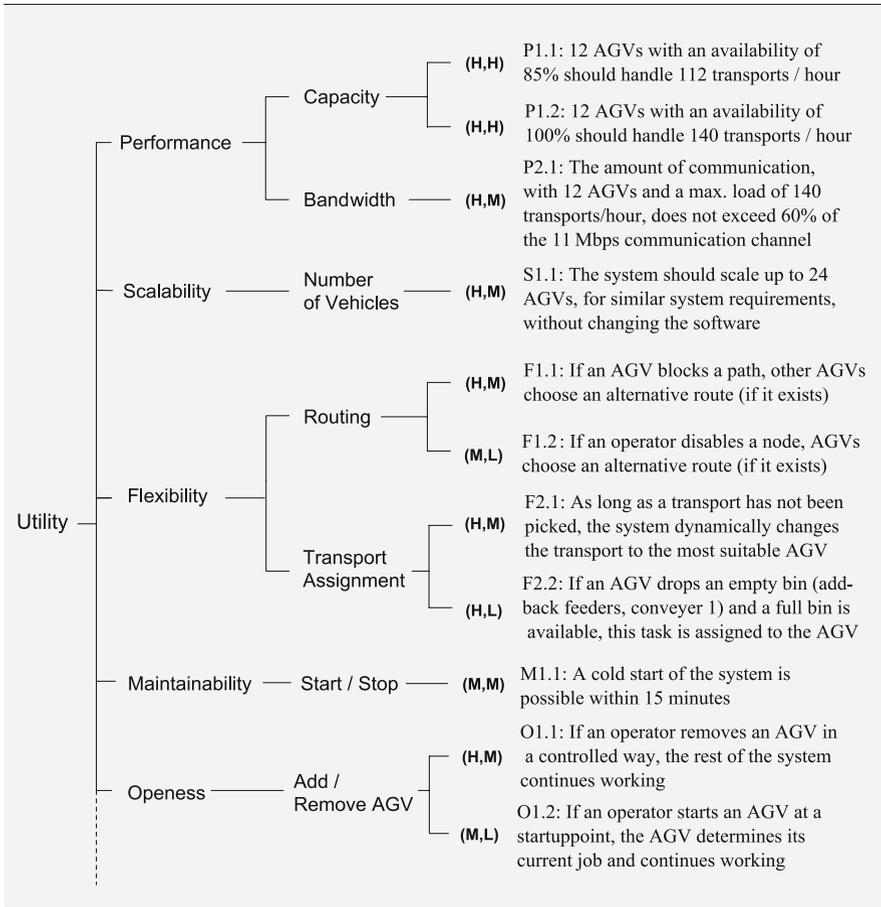 Utility
Performance
Capacity
(H,H)
P1.1: 12 AGVs with an availability of
85% should handle 112 transports / hour
(H,H)
P1.2: 12 AGVs with an availability of
100% should handle 140 transports / hour
Bandwidth
(H,M)
P2.1: The amount of communication,
with 12 AGVs and a max. load of 140
transports/hour, does not exceed 60% of
the 11 Mbps communication channel
Scalability
Number
of Vehicles
(H,M)
S1.1: The system should scale up to 24
AGVs, for similar system requirements,
without changing the software
Flexibility
Routing
(H,M)
F1.1: If an AGV blocks a path, other AGVs
choose an alternative route (if it exists)
(M,L)
F1.2: If an operator disables a node, AGVs
choose an alternative route (if it exists)
Transport
Assignment
(H,M)
F2.1: As long as a transport has not been
picked, the system dynamically changes
the transport to the most suitable AGV
(H,L)
F2.2: If an AGV drops an empty bin (add-
back feeders, conveyer 1) and a full bin is
available, this task is assigned to the AGV
Maintainability
Start / Stop
(M,M)
M1.1: A cold start of the system is
possible within 15 minutes
Openess
Add /
Remove AGV
(H,M)
O1.1: If an operator removes an AGV in
a controlled way, the rest of the system
continues working
(M,L)
O1.2: If an operator starts an AGV at a
startuppoint, the AGV determines its
current job and continues working